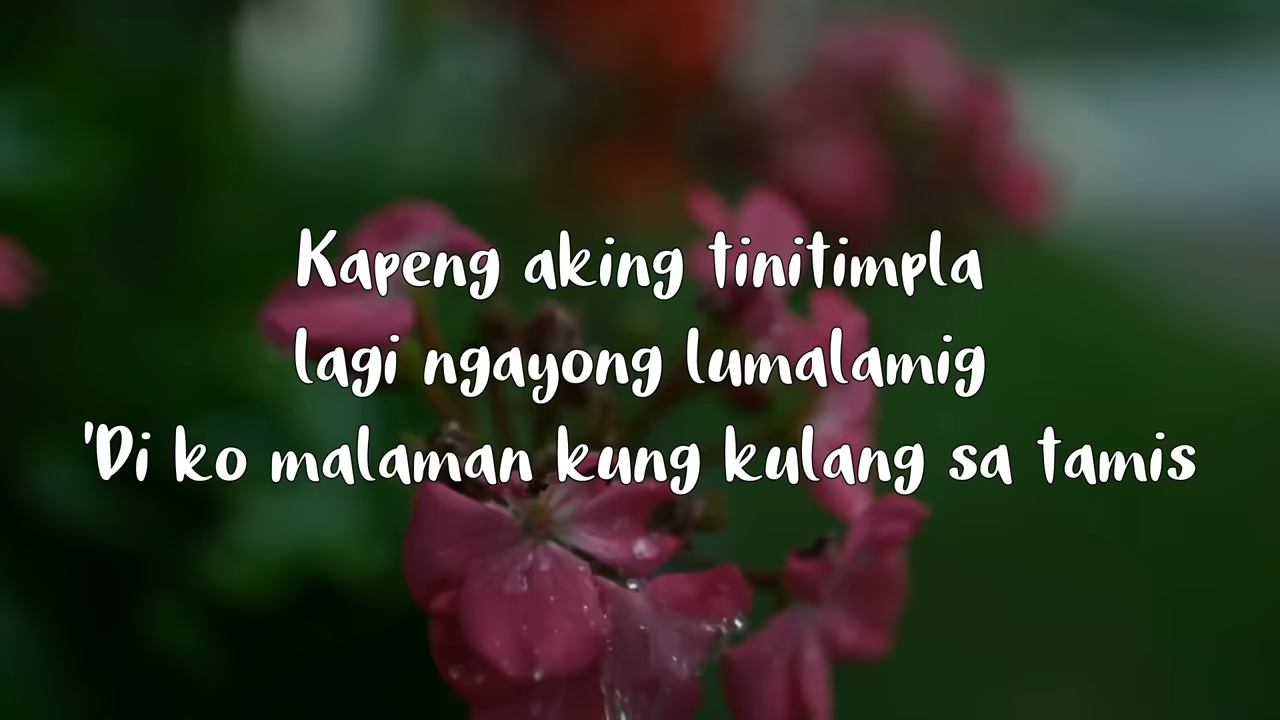 Kapeng aking tinitimpla
lagi ngayong lumalamig
'Di ko malaman kung kulang sa tamis